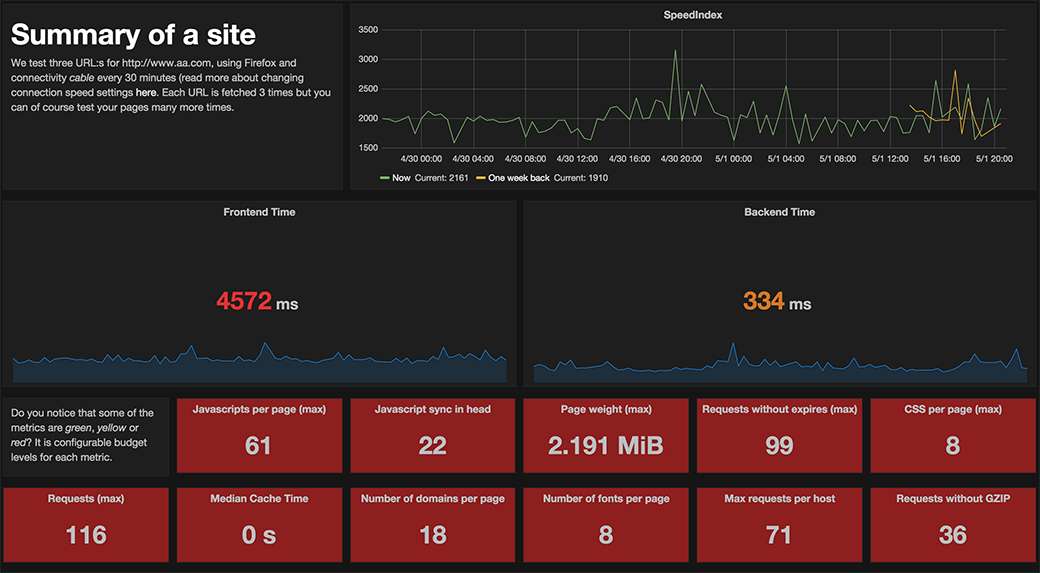 Summary of a site
We test three URL:s for http://www.aa.com, using Firefox and
connectivity cable every 30 minutes (read more about changing
connection speed settings here. Each URL is fetched 3 times but you
can of course test your pages many more times.
SpeedIndex
3500
3000
2500
2000
1500
4/30 00:00 4/30 04:00 4/30 08:00 4/30 12:00 4/30 16:00 4/30 20:00 5/1 00:00 5/1 04:00 5/1 08:00 5/1 12:00 5/1 16:00 5/1 20:00
Now Current: 2161 One week back Current: 1910
Frontend Time
4572 ms
Backend Time
334 ms
Do you notice that some of the
metrics are green, yellow or
red? It is configurable budget
levels for each metric.
Javascripts per page (max)
61
Javascript sync in head
22
Page weight (max)
2.191 MiB
Requests without expires (max)
99
CSS per page (max)
8
Requests (max)
116
Median Cache Time
0 s
Number of domains per page
18
Number of fonts per page
8
Max requests per host
71
Requests without GZIP
36